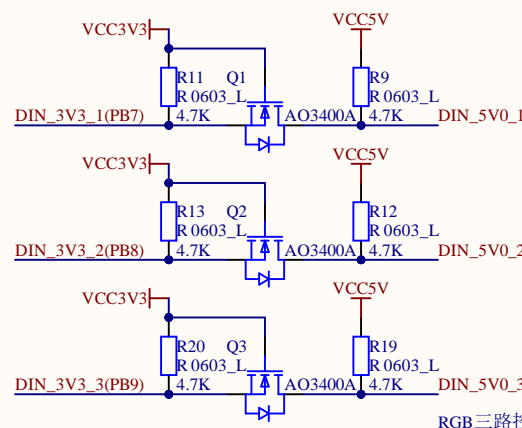 VCC3V3
VCC5V
R11
Q1
R9
R 0603_L
R 0603_L
DIN_3V3_1(PB7)
4.7K
AO3400A
4.7K
DIN_5V0_1
VCC3V3
VCC5V
R13
Q2
R12
R 0603_L
R 0603_L
DIN_3V3_2(PB8)
4.7K
AO3400A
4.7K
DIN_5V0_2
VCC3V3
VCC5V
R20
Q3
R19
R 0603_L
R 0603_L
DIN_3V3_3(PB9)
4.7K
AO3400A
4.7K
DIN_5V0_3
RGB三路控